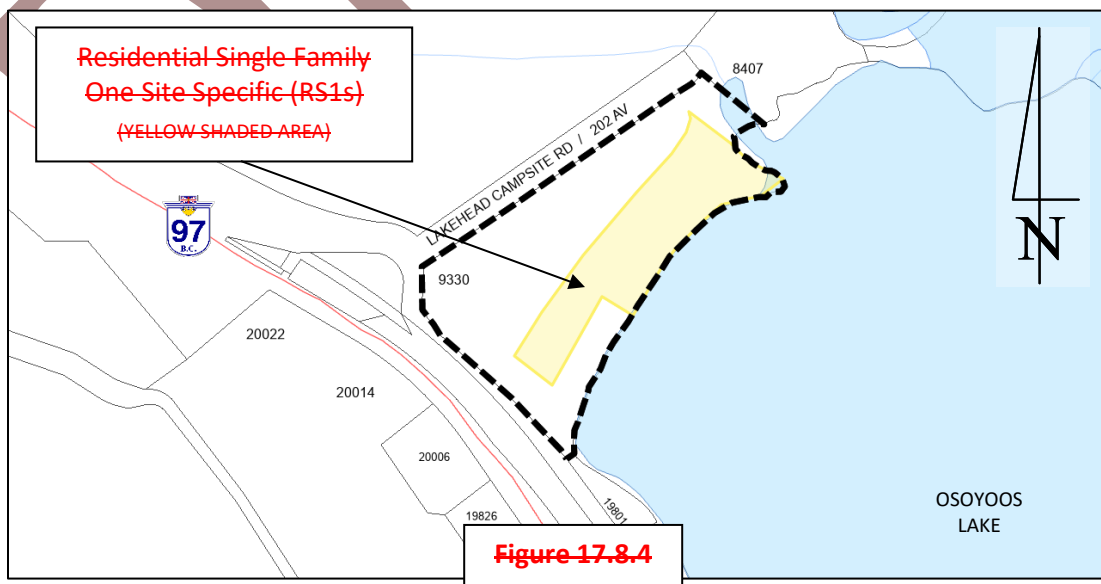 Residential Single Family
One Site Specific (RS1s)
(YELLOW SHADED AREA)
8407
LAKEHEAD CAMPSITE RD / 202 AV
97
B.C.
9330
N
20022
20014
20006
19826
19801
OSOYOOS
LAKE
Figure 17.8.4